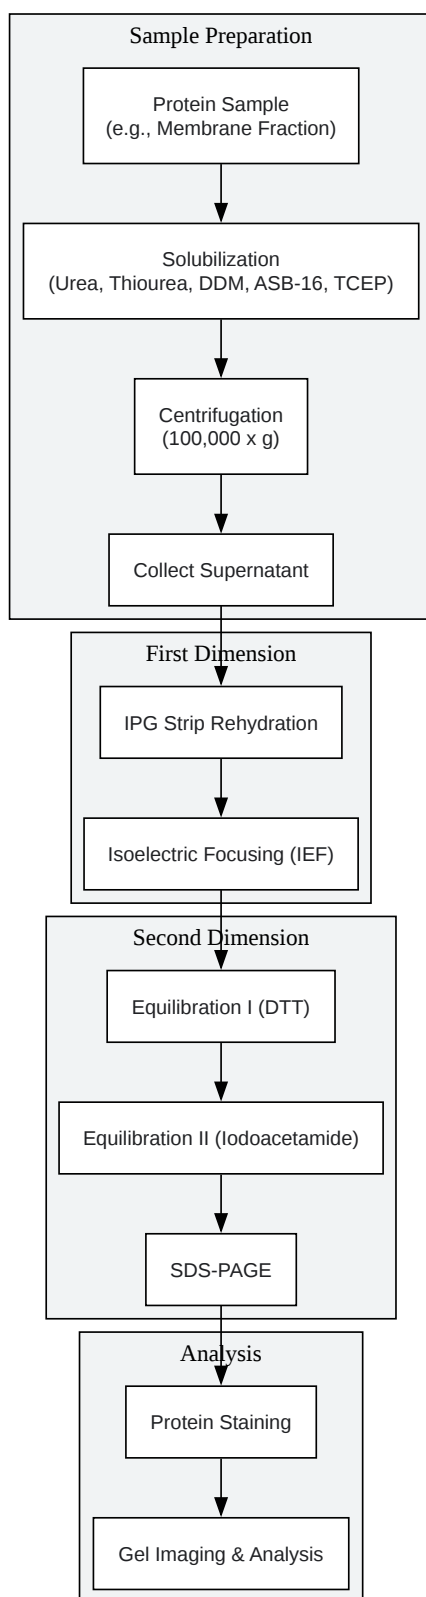 Sample Preparation
Protein Sample
(e.g., Membrane Fraction)
Solubilization
(Urea, Thiourea, DDM, ASB-16, TCEP)
Centrifugation
(100,000 x g)
Collect Supernatant
First Dimension
IPG Strip Rehydration
Isoelectric Focusing (IEF)
Second Dimension
Equilibration I (DTT)
Equilibration II (Iodoacetamide)
SDS-PAGE
Analysis
Protein Staining
Gel Imaging & Analysis